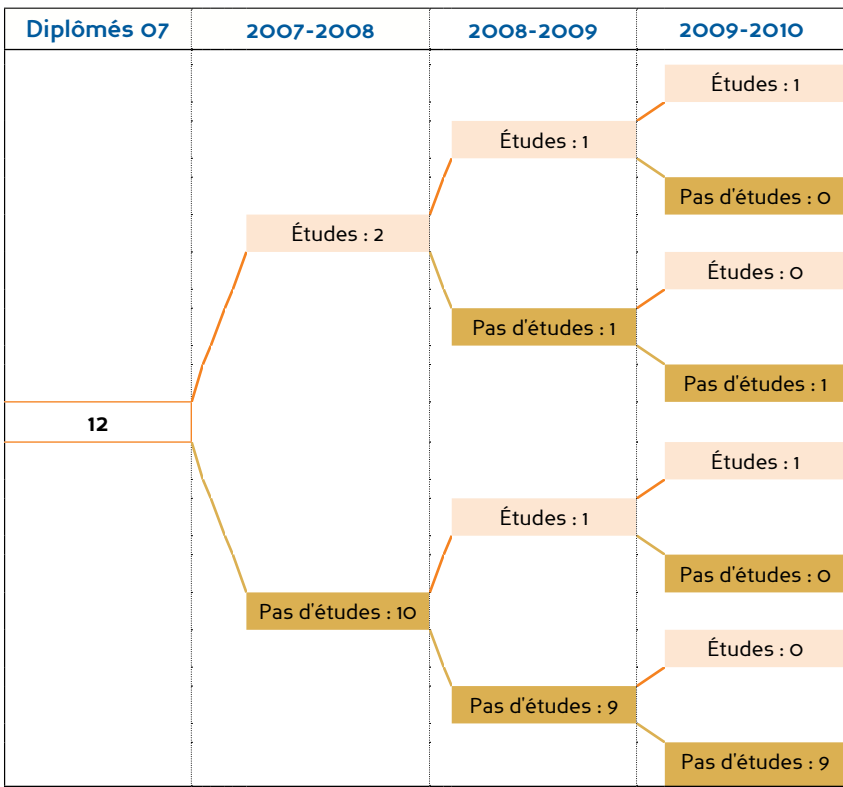 Diplômés 07 2007-2008 2008-2009 2009-2010
Études : 1
Études : 1
Pas d'études : 0
Études : 2
Études : 0
Pas d'études : 1
Pas d'études : 1
12
Études : 1
Études : 1
Pas d'études : 0
Pas d'études : 10
Études : 0
Pas d'études : 9
Pas d'études : 9